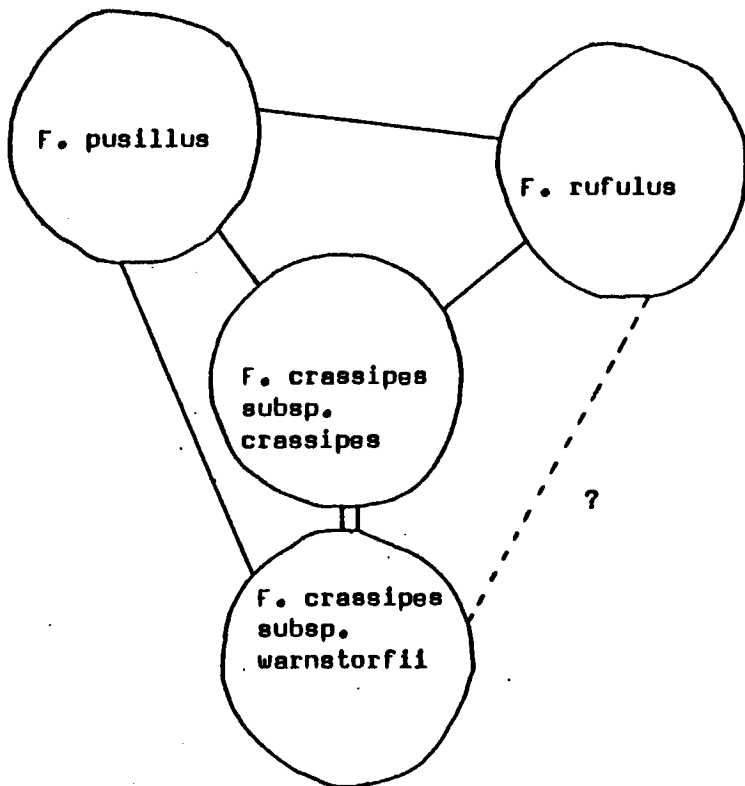 F. pusillus
F. rufulus
F. crassipes
subsp.
crassipes
?
F. crassipes
subsp.
warnstorfii